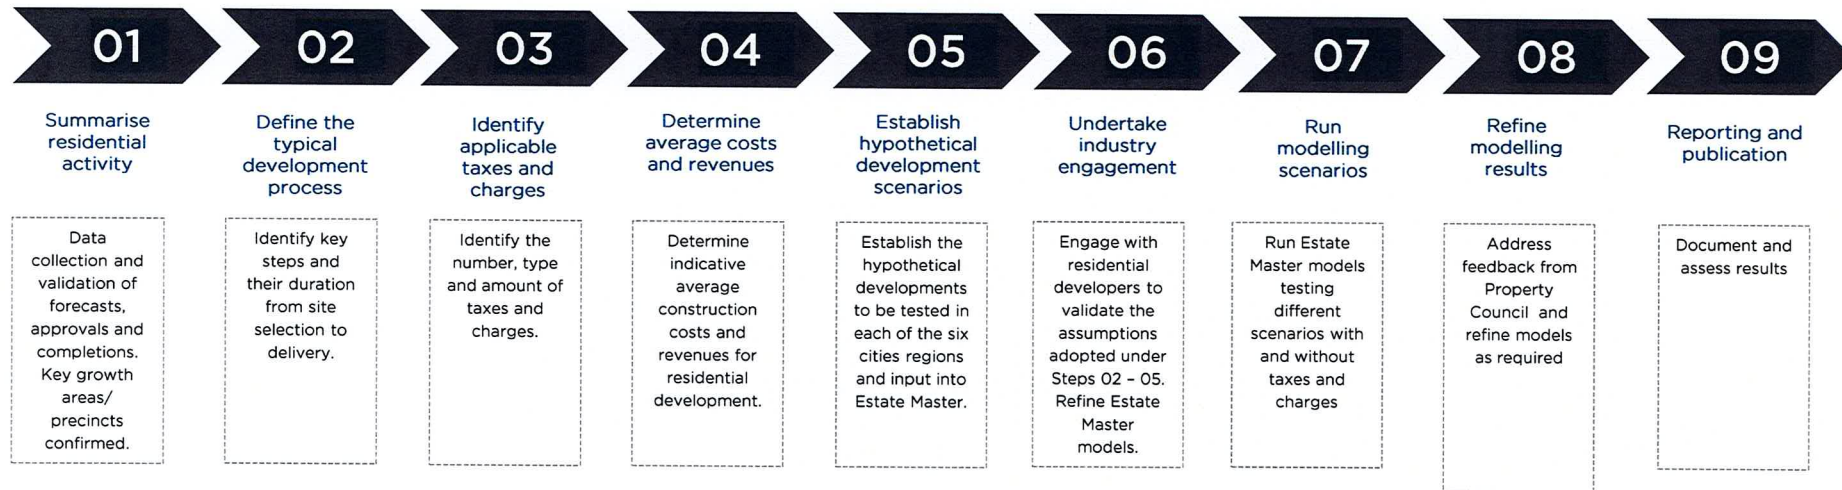 01
02
03
04
05
06
07
08
09
Summarise
residential
activity
Define the
typical
development
process
Identify
applicable
taxes and
charges
Determine
average costs
and revenues
Establish
hypothetical
development
scenarios
Undertake
industry
engagement
Run
modelling
scenarios
Refine
modelling
results
Reporting and
publication
Data
collection and
validation of
forecasts,
approvals and
completions.
Key growth
areas/
precincts
confirmed.
Identify key
steps and
their duration
from site
selection to
delivery.
Identify the
number, type
and amount of
taxes and
charges.
Determine
indicative
average
construction
costs and
revenues for
residential
development.
Establish the
hypothetical
developments
to be tested in
each of the six
cities regions
and input into
Estate Master.
Engage with
residential
developers to
validate the
assumptions
adopted under
Steps 02 – 05.
Refine Estate
Master
models.
Run Estate
Master models
testing
different
scenarios with
and without
taxes and
charges
Address
feedback from
Property
Council and
refine models
as required
Document and
assess results